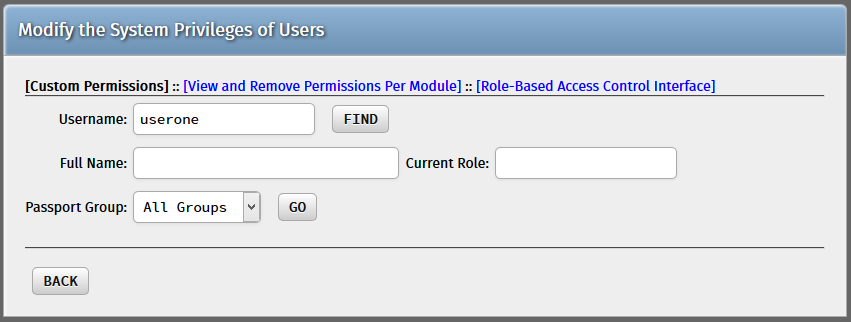 Modify the System Privileges of Users
[Custom Permissions] :: [View and Remove Permissions Per Module] :: [Role-Based Access Control Interface]
Username: userone FIND
Full Name: Current Role:
Passport Group: All Groups GO
BACK